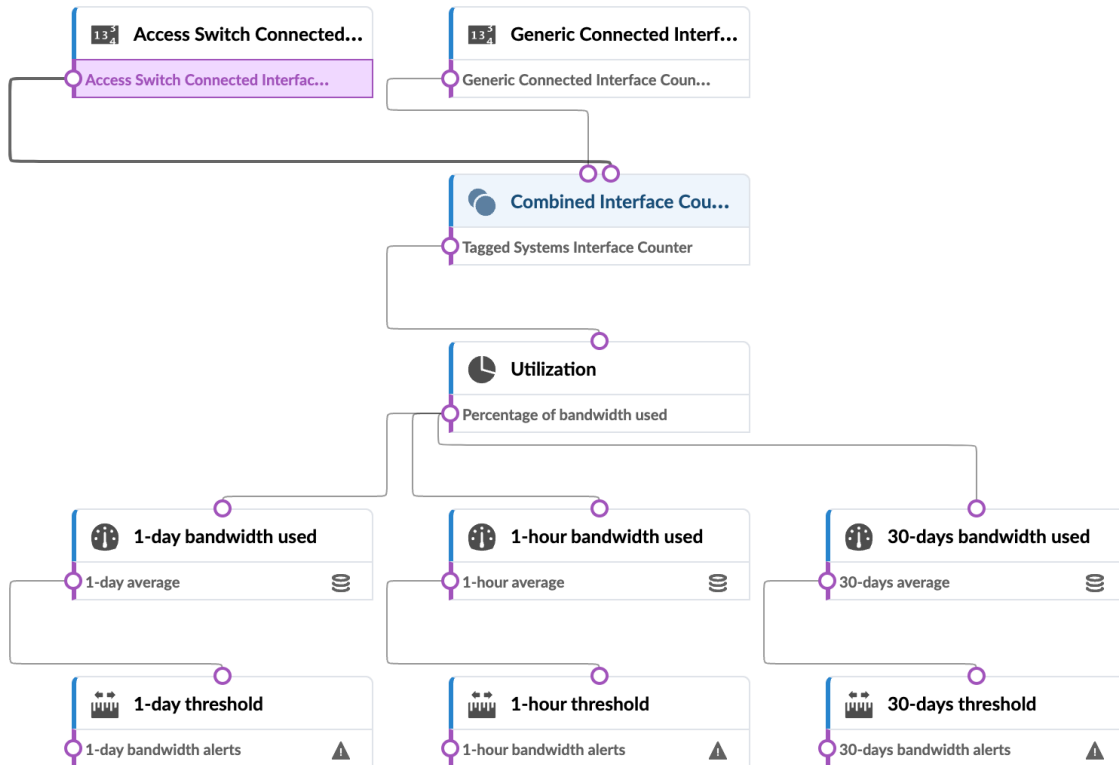 Access Switch Connected...
Generic Connected Interf...
Access Switch Connected Interfac...
Generic Connected Interface Coun...
Combined Interface Cou...
Tagged Systems Interface Counter
Utilization
Percentage of bandwidth used
1-day bandwidth used
1-hour bandwidth used
30-days bandwidth used
1-day average
1-hour average
30-days average
1-day threshold
1-hour threshold
30-days threshold
1-day bandwidth alerts
1-hour bandwidth alerts
30-days bandwidth alerts